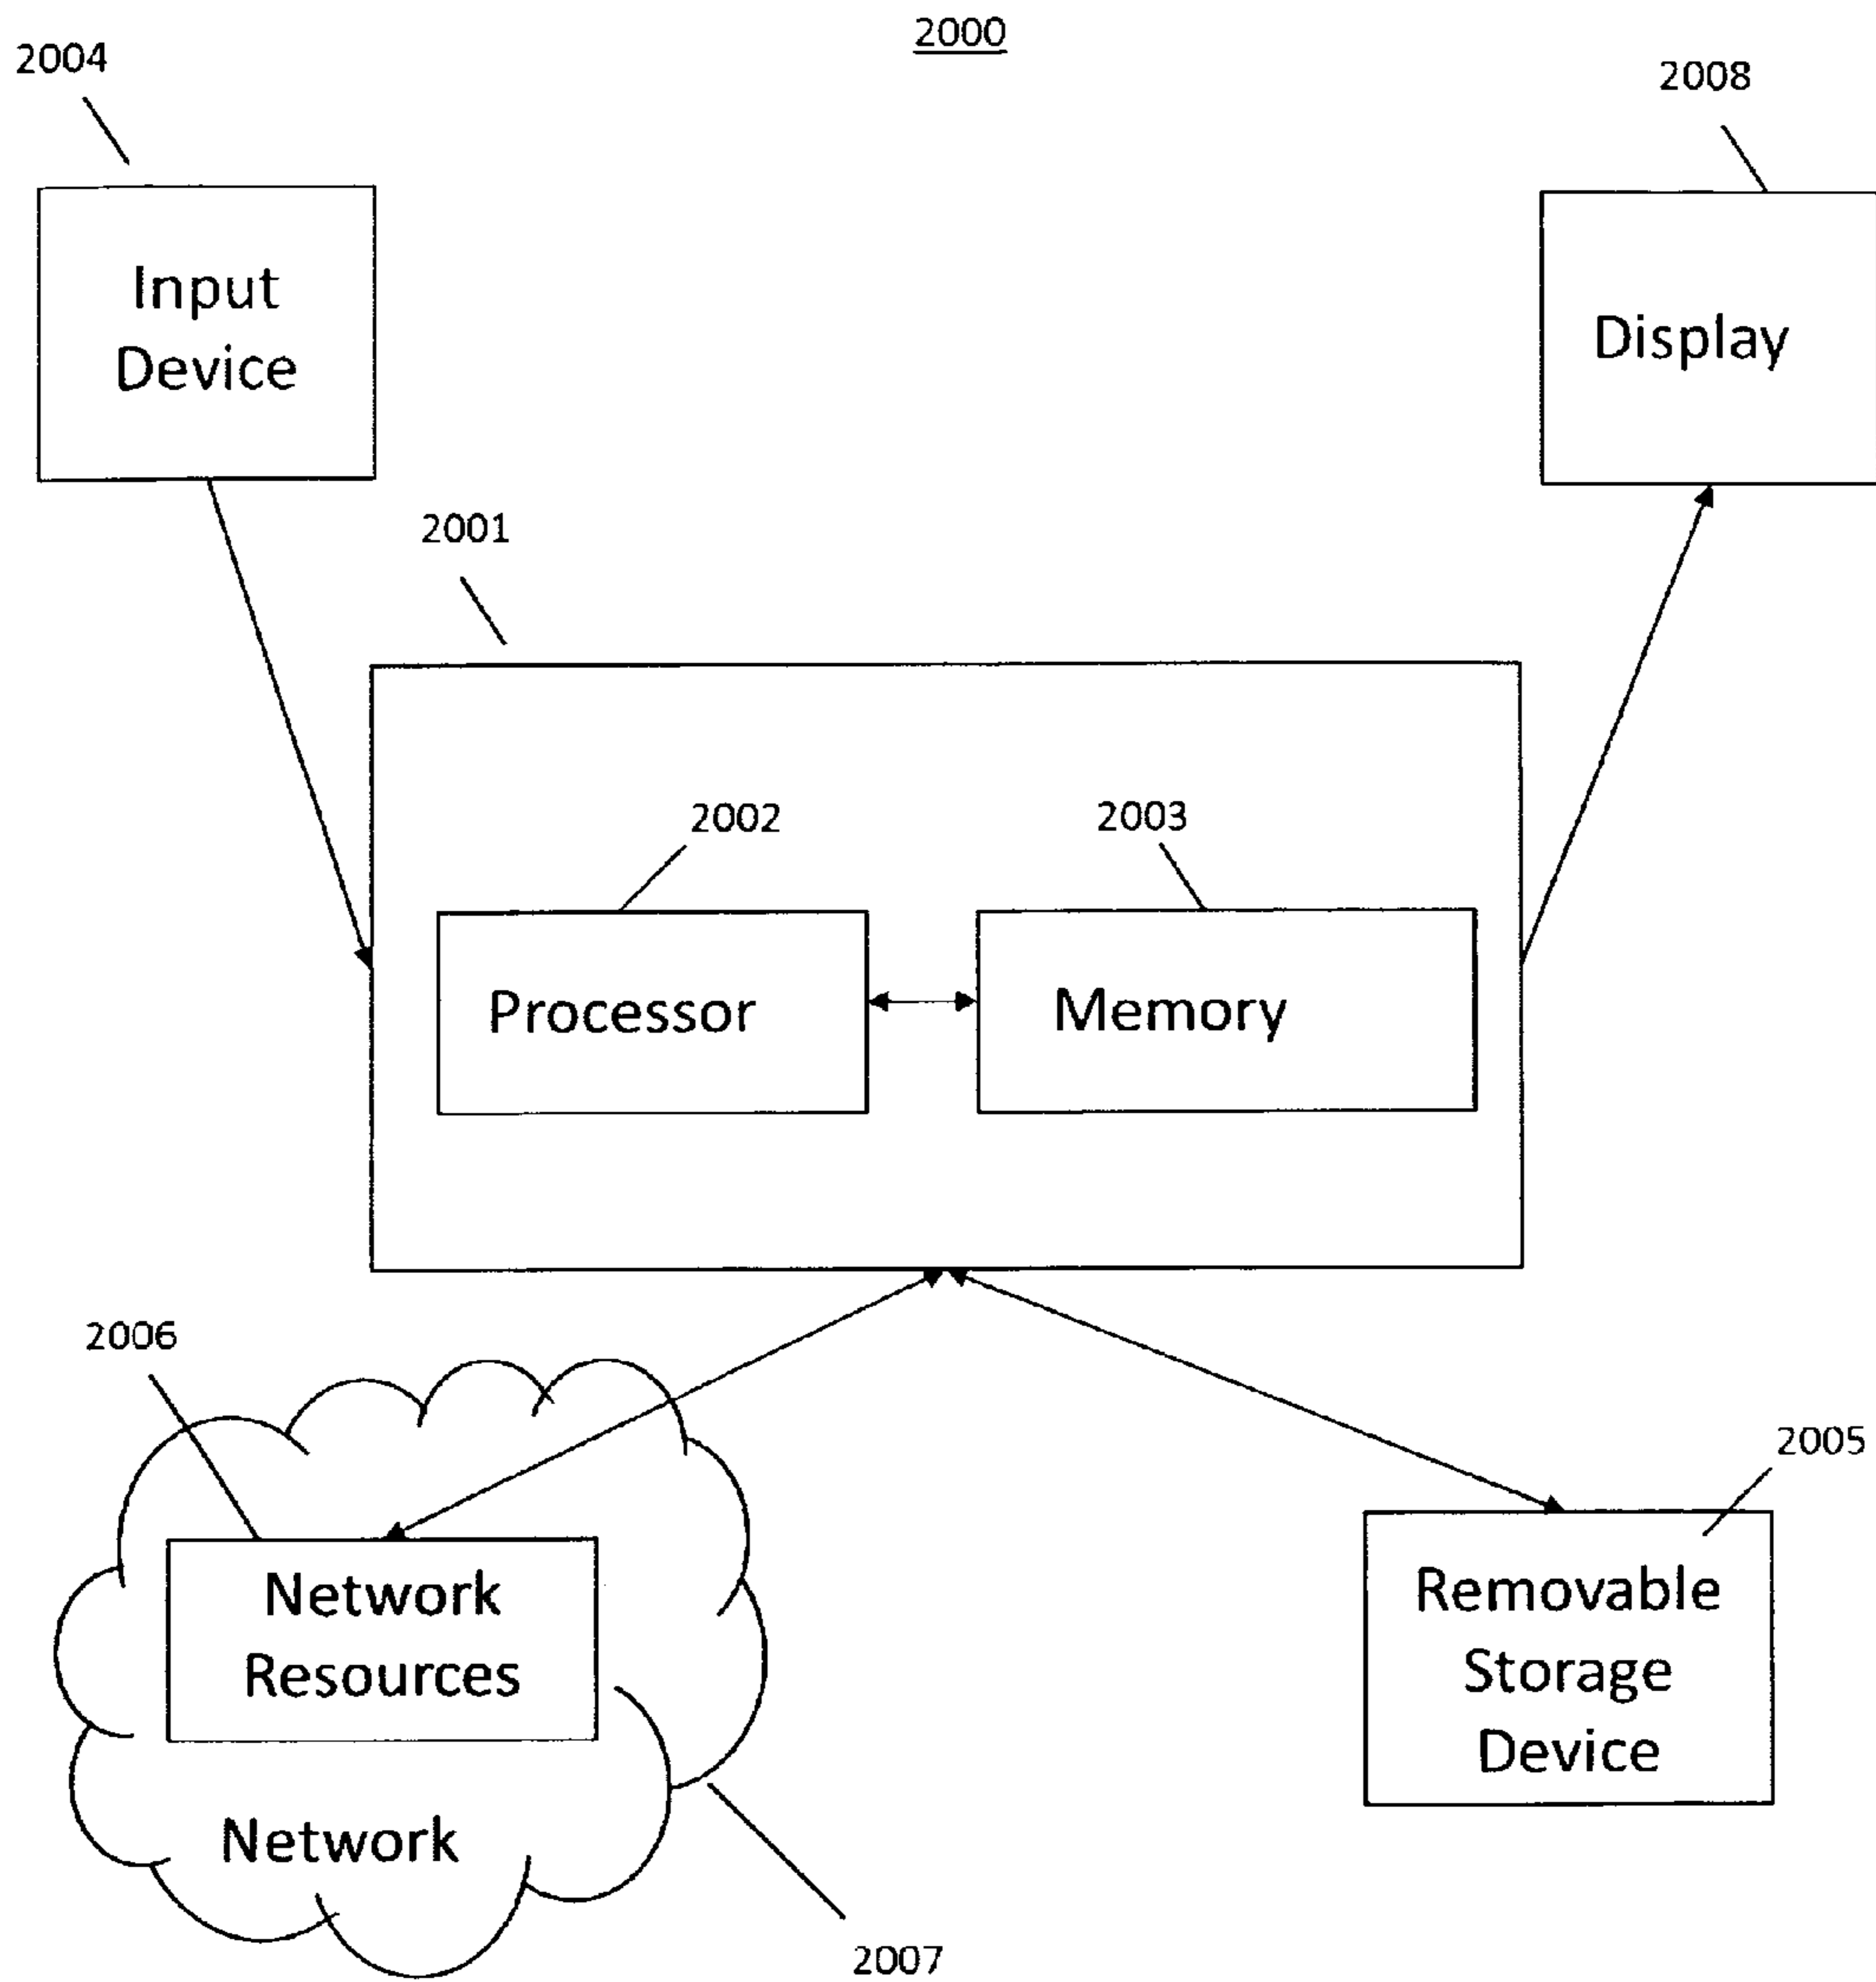 2000
2004
2008
Input
Device
Display
2001
2002
2003
Processor
Memory
2006
2005
Network
Resources
Removable
Storage
Device
Network
2007